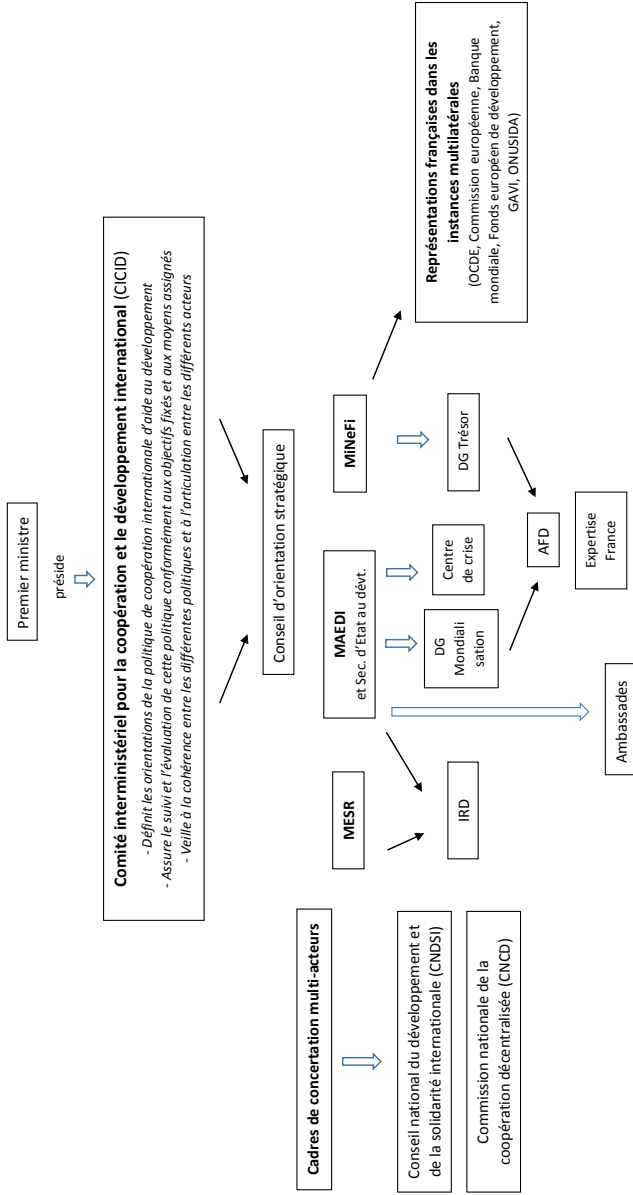 Premier ministre
préside
Comité interministériel pour la coopération et le développement international (CICID)
- Définit les orientations de la politique de coopération internationale d'aide au développement
- Assure le suivi et l'évaluation de cette politique conformément aux objectifs fixés et aux moyens assignés
- Veille à la cohérence entre les différentes politiques et à l'articulation entre les différents acteurs
Conseil d'orientation stratégique
Cadres de concertation multi-acteurs
Conseil national du développement et
de la solidarité internationale (CNDSI)
Commission nationale de la
coopération décentralisée (CNCD)
MESR
IRD
MAEDI
et Sec. d'Etat au dévt.
DG
Mondiali
sation
Centre
de crise
Ambassades
MiNeFi
DG Trésor
AFD
Expertise
France
Représentations françaises dans les
instances multilatérales
(OCDE, Commission européenne, Banque
mondiale, Fonds européen de développement,
GAVI, ONUSIDA)